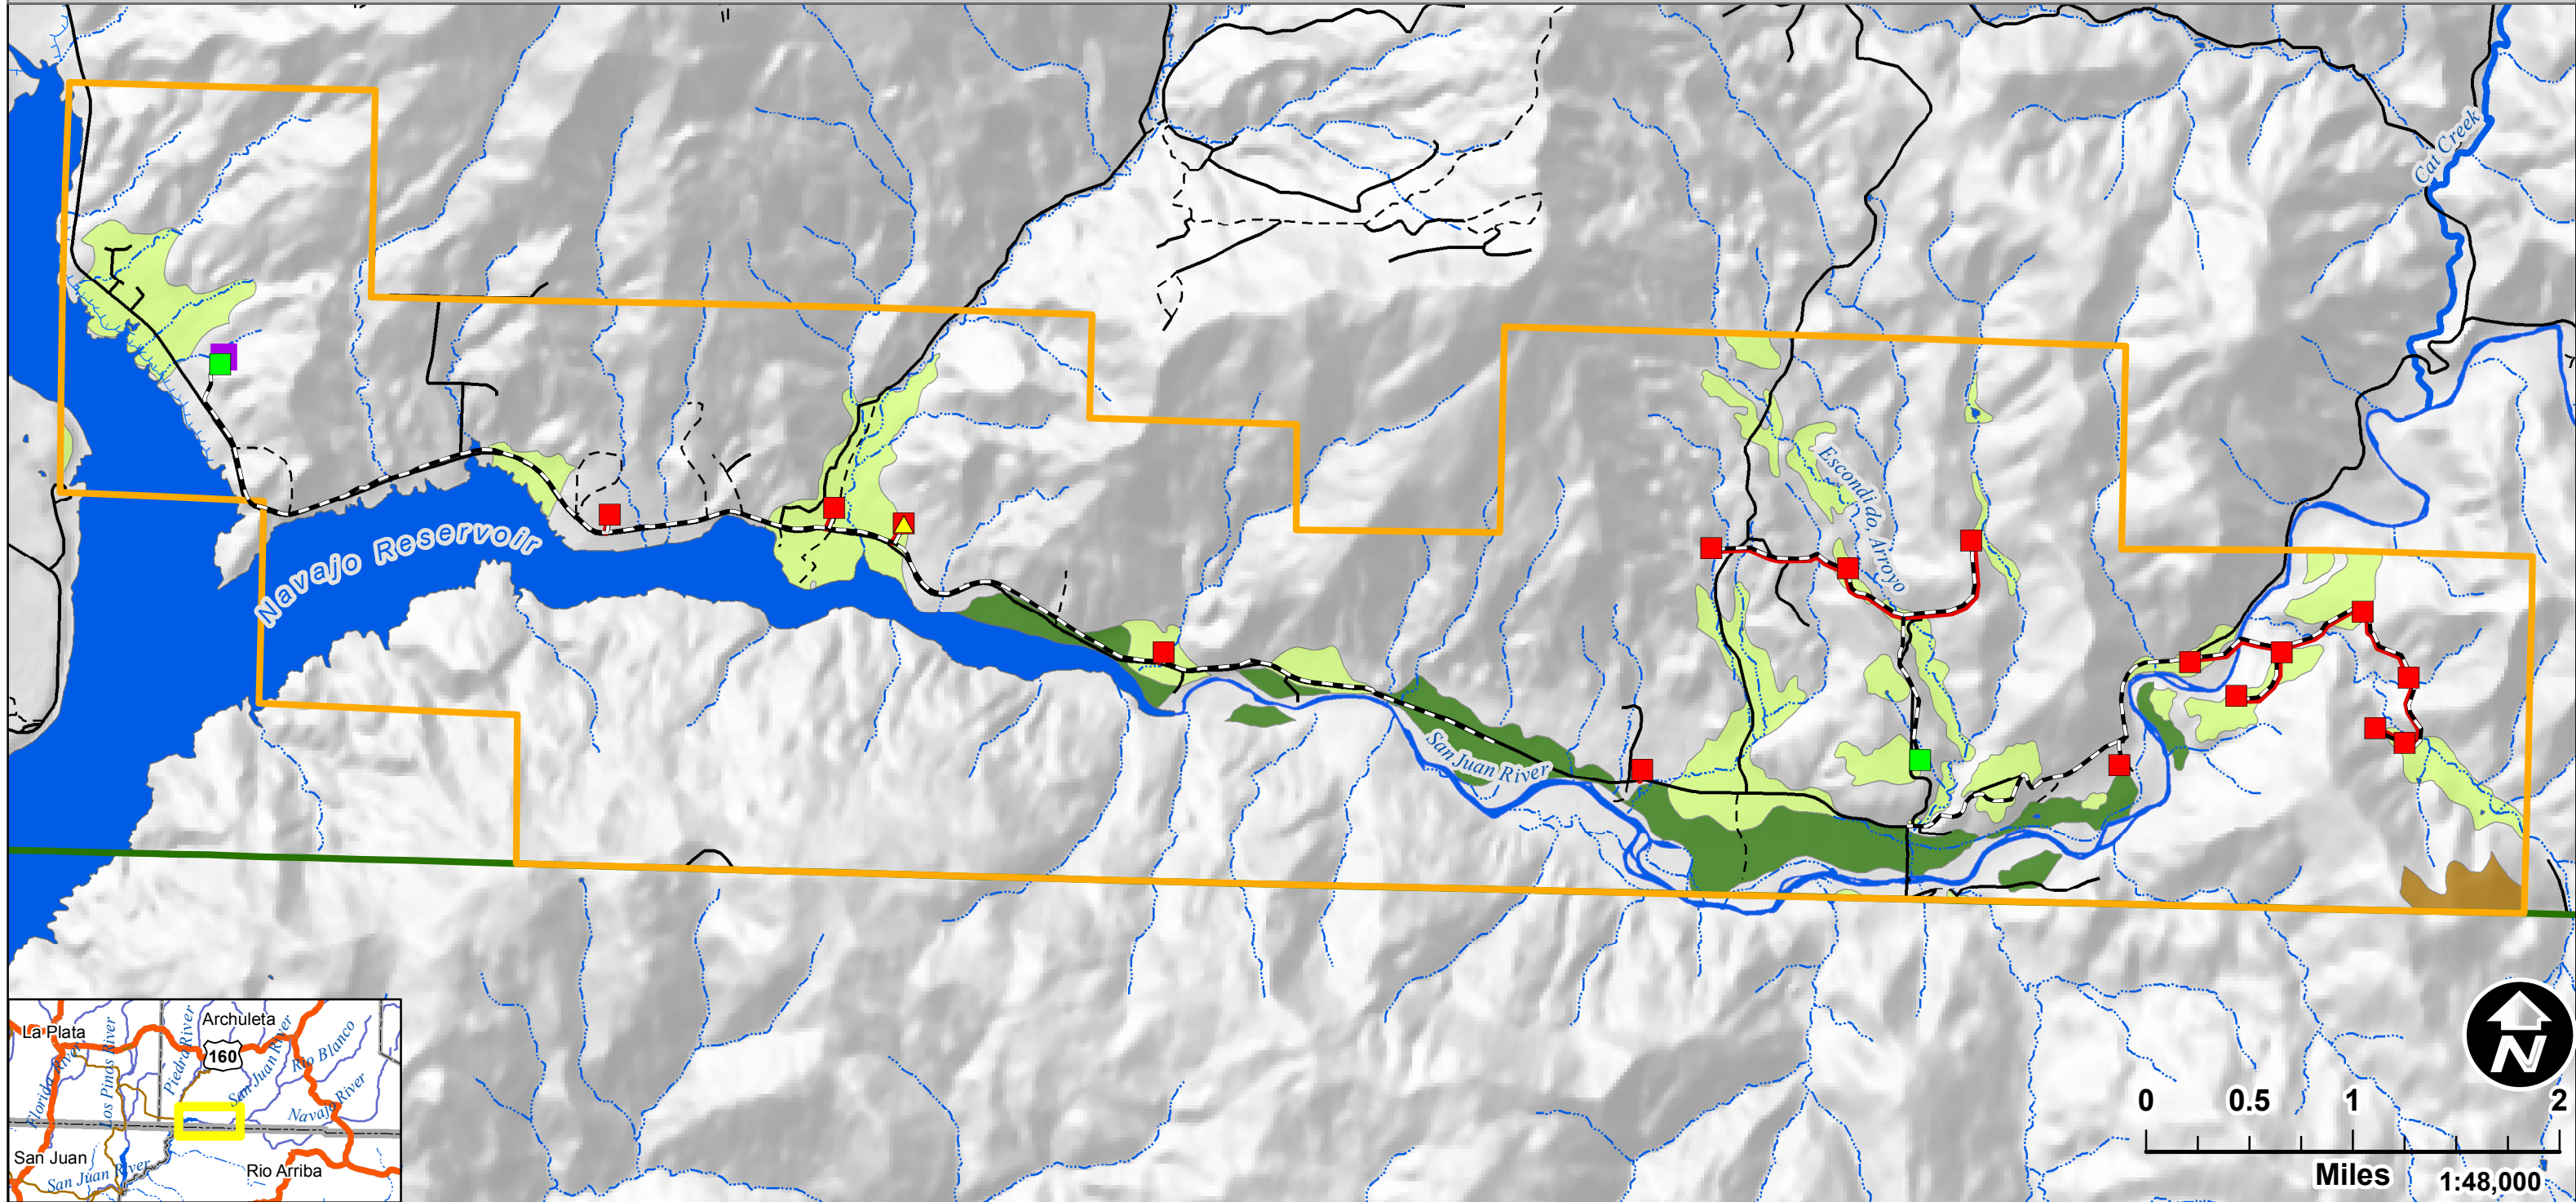 Cat Creek
Escondido Arroyo
Navajo Reservoir
San Juan River
La Plata
Archuleta
160
Florida River
Los Pinos River
Piedra River
San Juan River
Rio Blanco
Navajo River
San Juan
San Juan River
Rio Arriba
N
0 0.5 1 2
Miles 1:48,000